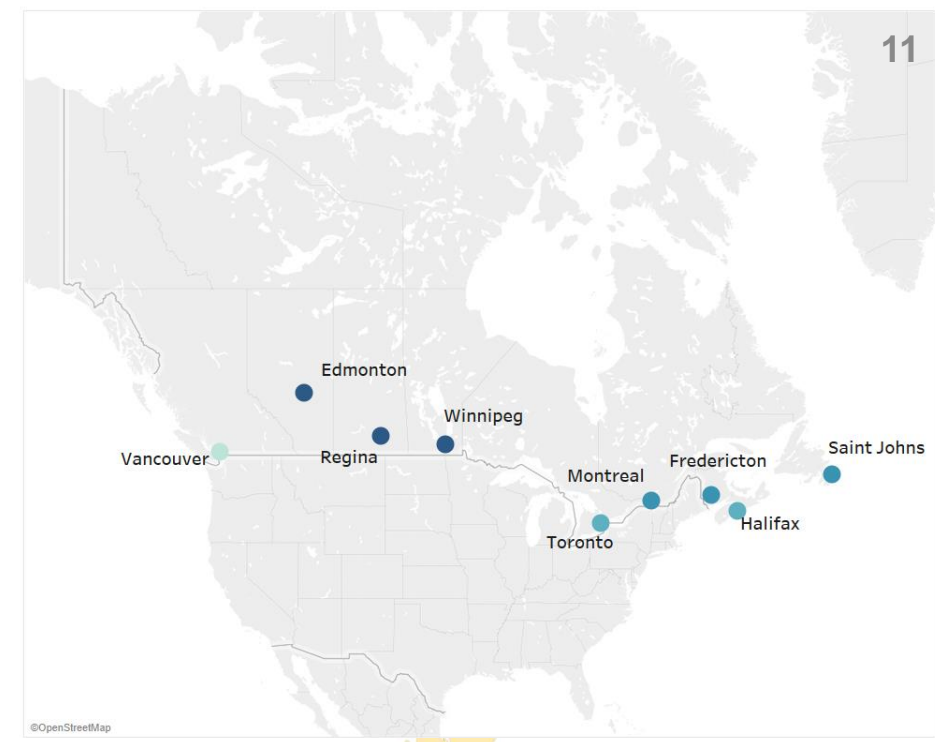 11
Edmonton
Winnipeg
Vancouver
Regina
Saint Johns
Fredericton
Montreal
Halifax
Toronto
©OpenStreetMap